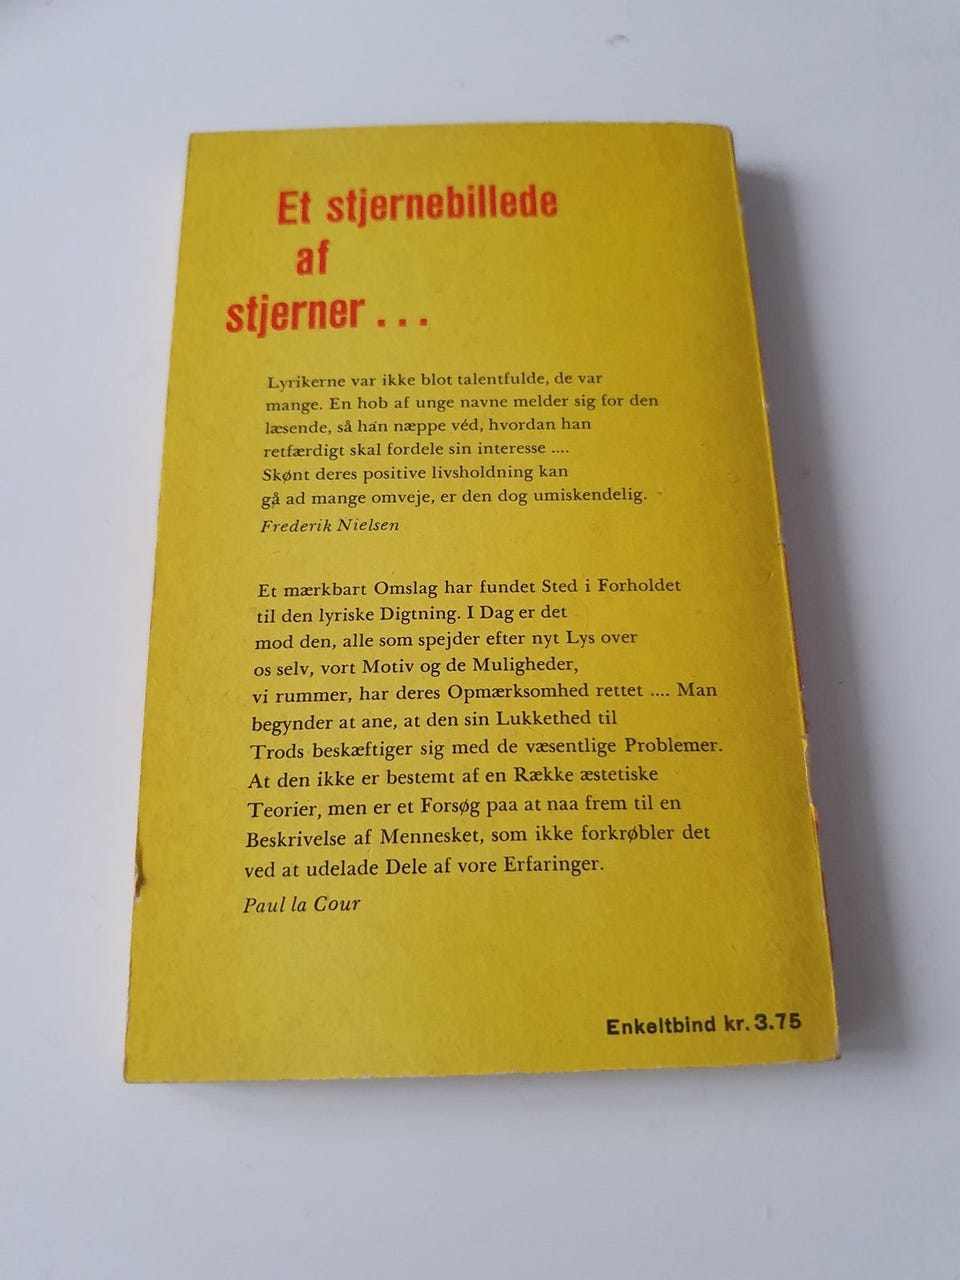 Et stjernebillede
af
stjerner ...
Lyrikerne var ikke blot talentfulde, de var
mange. En hob af unge navne melder sig for den
læsende, så han næppe véd, hvordan han
retfærdigt skal fordele sin interesse ....
Skønt deres positive livsholdning kan
gå ad mange omveje, er den dog umiskendelig.
Frederik Nielsen
Et mærkbart Omslag har fundet Sted i Forholdet
til den lyriske Digtning. I Dag er det
mod den, alle som spejder efter nyt Lys over
os selv, vort Motiv og de Muligheder,
vi rummer, har deres Opmærksomhed rettet .... Man
begynder at ane, at den sin Lukkethed til
Trods beskæftiger sig med de væsentlige Problemer.
At den ikke er bestemt af en Række æstetiske
Teorier, men er et Forsøg paa at naa frem til en
Beskrivelse af Mennesket, som ikke forkrøbler det
ved at udelade Dele af vore Erfaringer.
Paul la Cour
Enkeltbind kr. 3.75